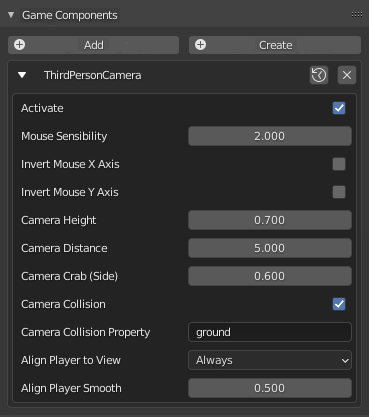 Game Components
Add Create
ThirdPersonCamera
Activate
Mouse Sensibility 2.000
Invert Mouse X Axis
Invert Mouse Y Axis
Camera Height 0.700
Camera Distance 5.000
Camera Crab (Side) 0.600
Camera Collision
Camera Collision Property ground
Align Player to View Always
Align Player Smooth 0.500